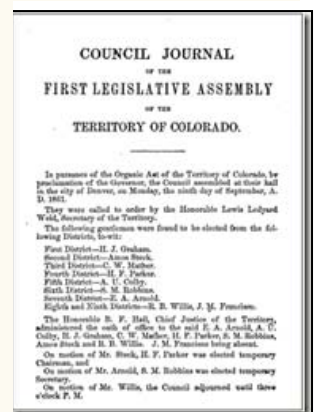 COUNCIL JOURNAL
OF THE
FIRST LEGISLATIVE ASSEMBLY
OF THE
TERRITORY OF COLORADO.
In pursuance of the Organic Act of the Territory of Colorado, by
proclamation of the Governor, the Council assembled at their hall
in the city of Denver, on Monday, the ninth day of September, A.
D. 1861.
They were called to order by the Honorable Lewis Ledyard
Weld, Secretary of the Territory.
The following gentlemen were found to be elected from the fol-
lowing Districts, to-wit:
First District—H. J. Graham.
Second District—Amos Steck.
Third District—C. W. Mather.
Fourth District—H. F. Parker.
Fifth District—A. U. Colby.
Sixth District—S. M. Robbins.
Seventh District—E. A. Arnold.
Eighth and Ninth Districts—R. B. Willis, J. M. Francisco.
The Honorable B. F. Hall, Chief Justice of the Territory,
administered the oath of office to the said E. A. Arnold, A. U.
Colby, H. J. Graham, C. W. Mather, H. F. Parker, S. M. Robbins,
Amos Steck and R. B. Willis. J. M. Francisco being absent.
On motion of Mr. Steck, H. F. Parker was elected temporary
Chairman, and
On motion of Mr. Arnold, S. M. Robbins was elected temporary
Secretary.
On motion of Mr. Willis, the Council adjourned until three
o'clock P. M.